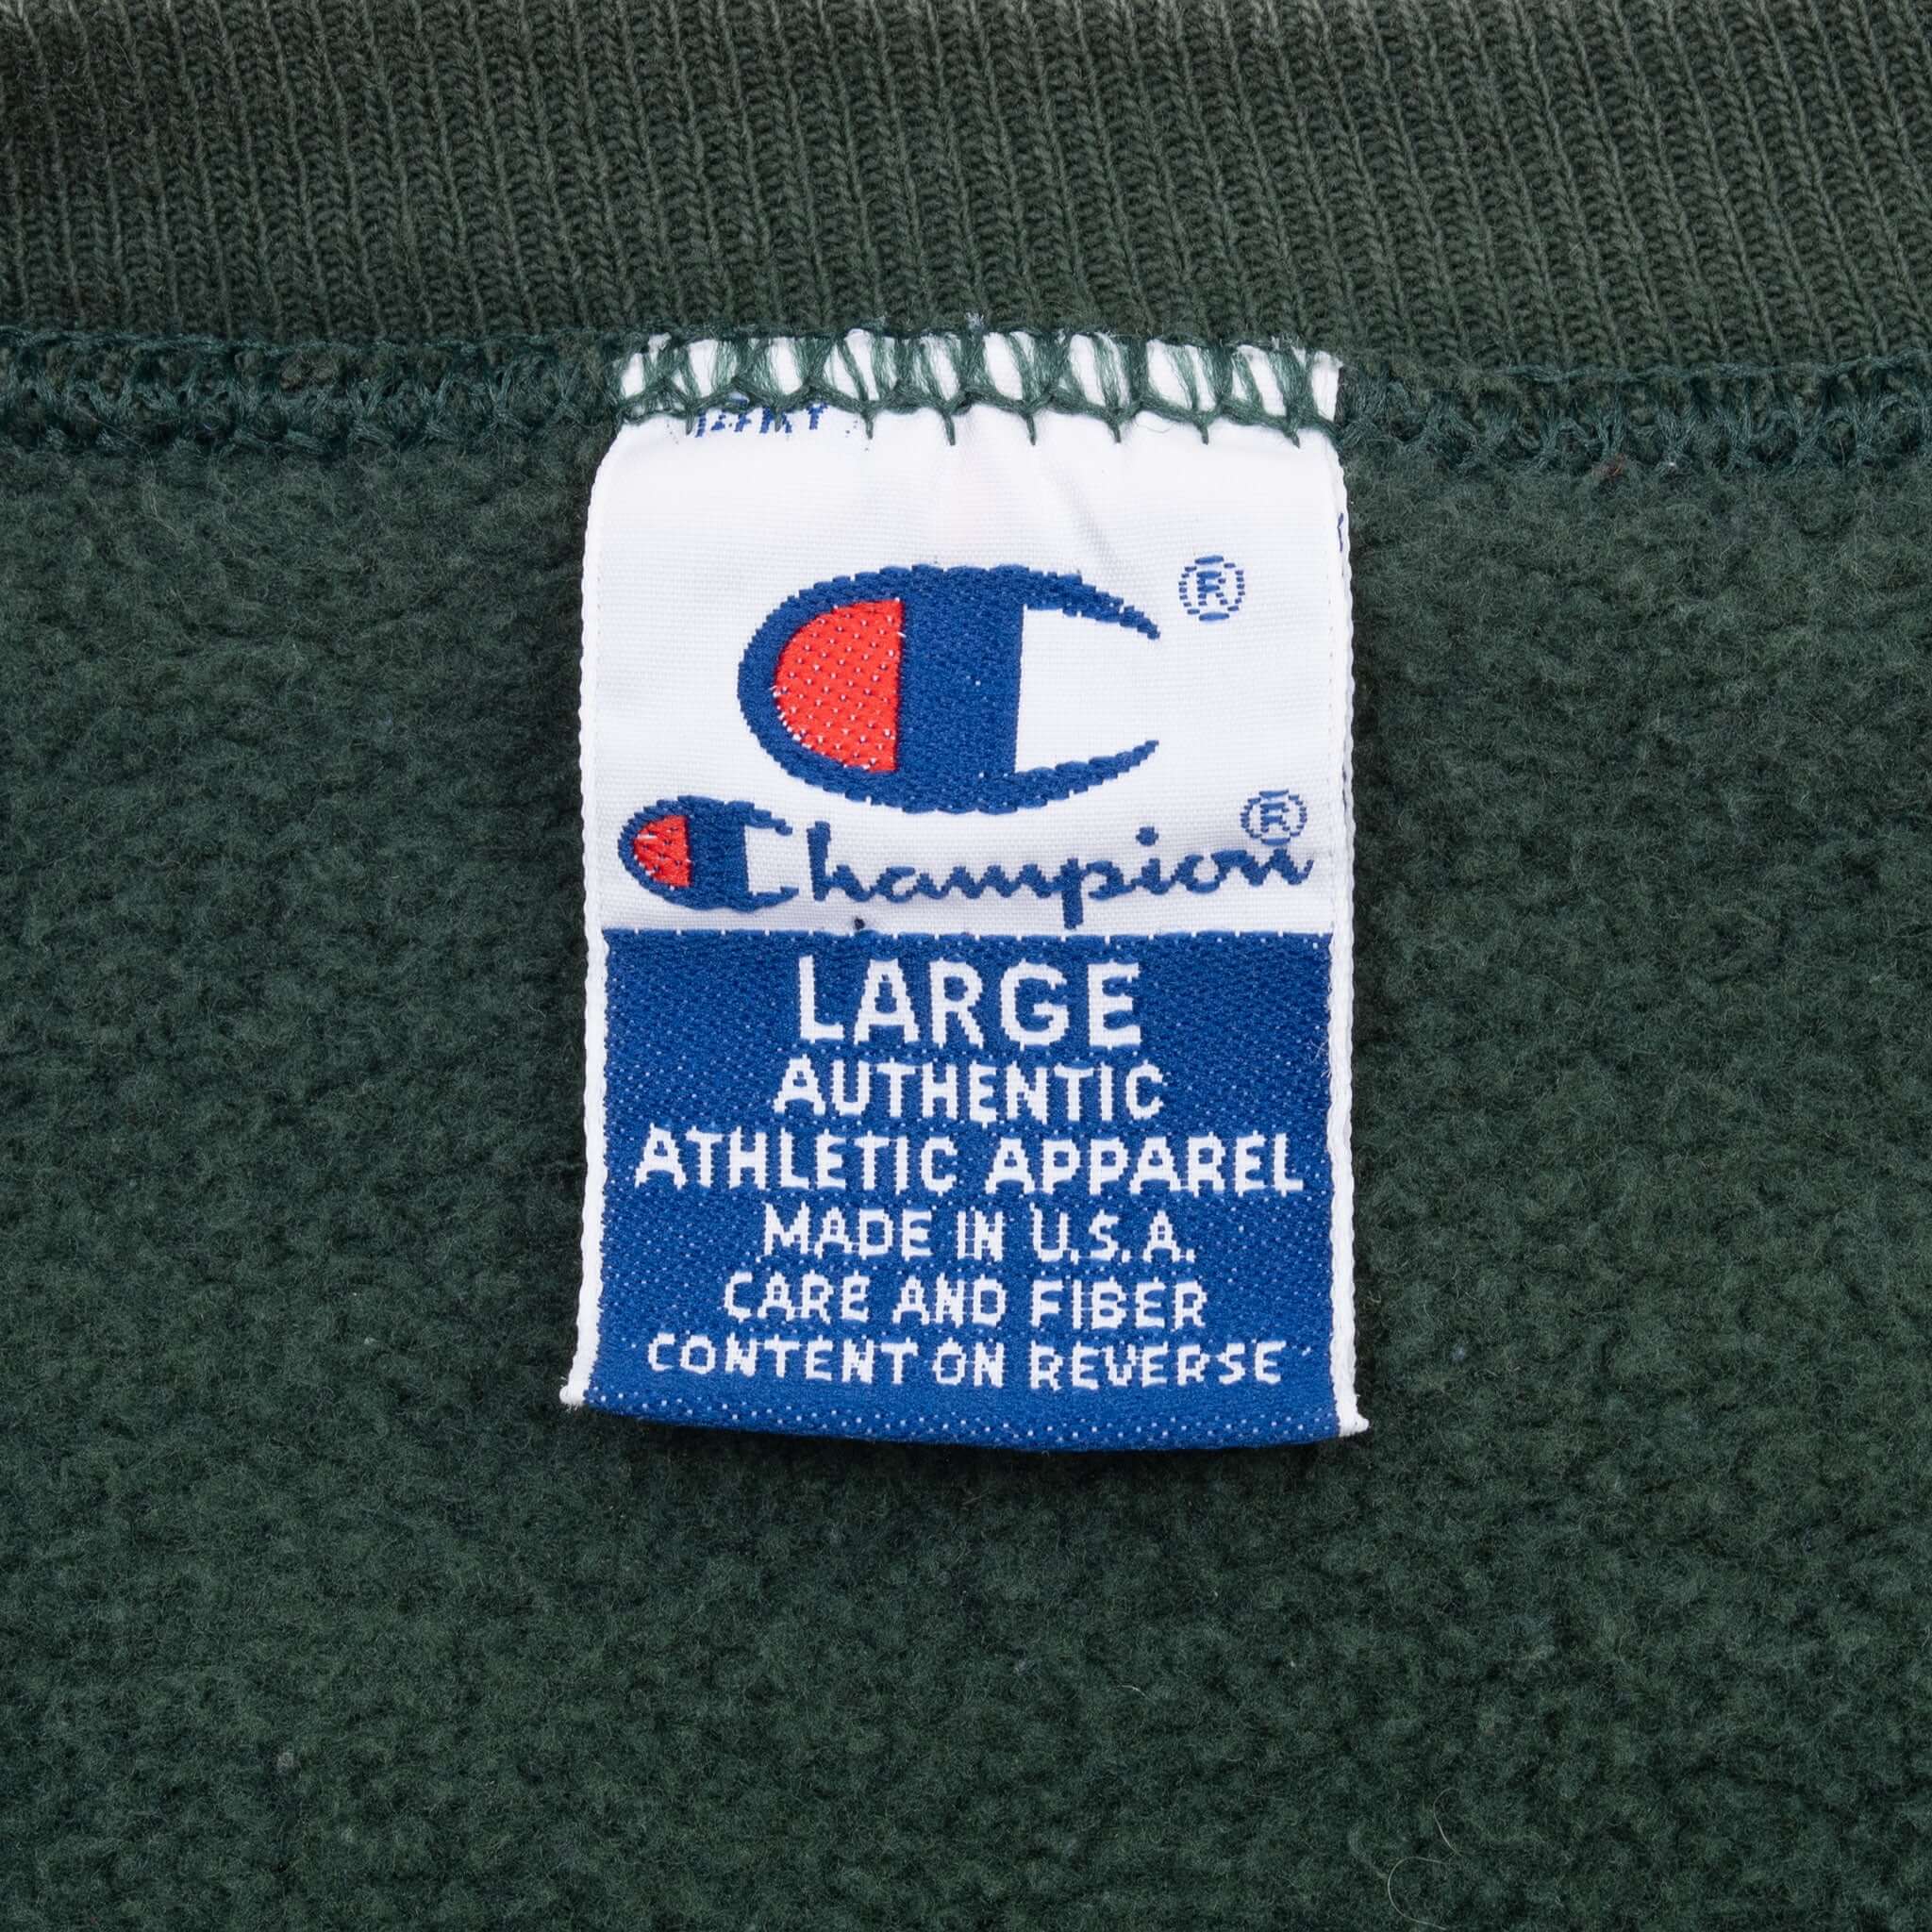 ®
Champion®
LARGE
AUTHENTIC
ATHLETIC APPAREL
MADE IN U.S.A.
CARE AND FIBER
CONTENT ON REVERSE